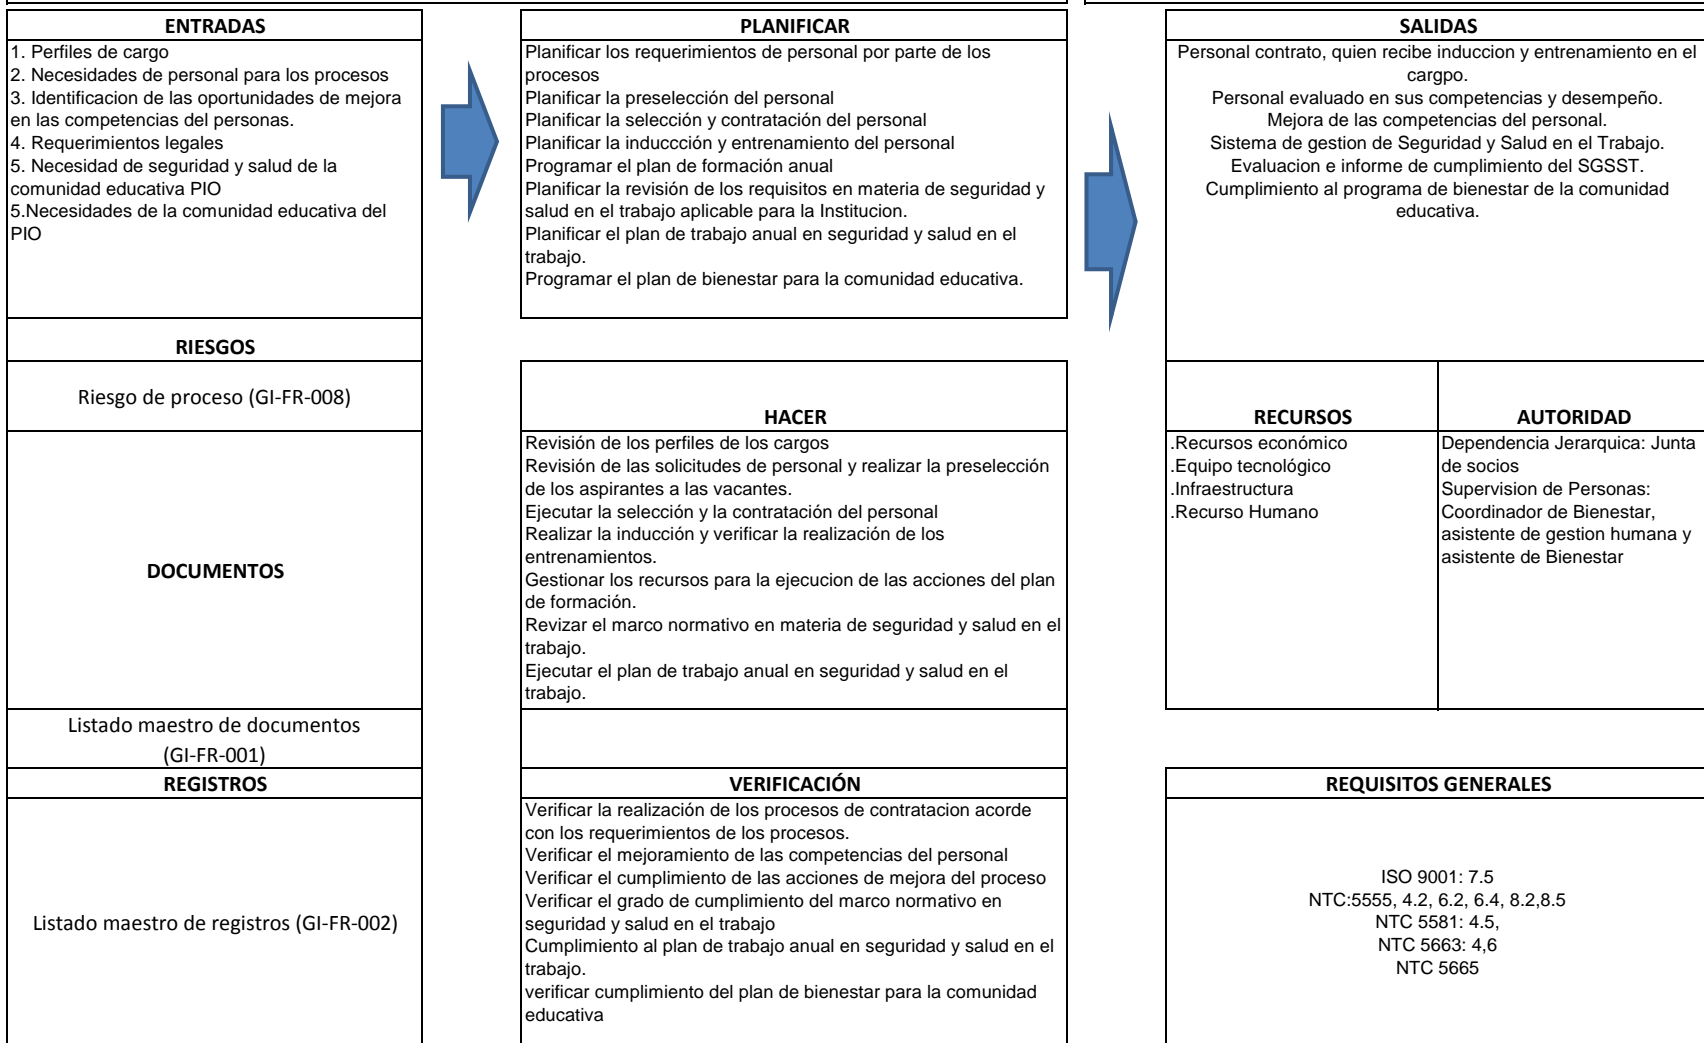 ENTRADAS
1. Perfiles de cargo
2. Necesidades de personal para los procesos
3. Identificacion de las oportunidades de mejora
en las competencias del personas.
4. Requerimientos legales
5. Necesidad de seguridad y salud de la
comunidad educativa PIO
5.Necesidades de la comunidad educativa del
PIO
RIESGOS
Riesgo de proceso (GI-FR-008)
DOCUMENTOS
Listado maestro de documentos
(GI-FR-001)
REGISTROS
Listado maestro de registros (GI-FR-002)
PLANIFICAR
Planificar los requerimientos de personal por parte de los
procesos
Planificar la preselección del personal
Planificar la selección y contratación del personal
Planificar la induccción y entrenamiento del personal
Programar el plan de formación anual
Planificar la revisión de los requisitos en materia de seguridad y
salud en el trabajo aplicable para la Institucion.
Planificar el plan de trabajo anual en seguridad y salud en el
trabajo.
Programar el plan de bienestar para la comunidad educativa.
HACER
Revisión de los perfiles de los cargos
Revisión de las solicitudes de personal y realizar la preselección
de los aspirantes a las vacantes.
Ejecutar la selección y la contratación del personal
Realizar la inducción y verificar la realización de los
entrenamientos.
Gestionar los recursos para la ejecucion de las acciones del plan
de formación.
Revizar el marco normativo en materia de seguridad y salud en el
trabajo.
Ejecutar el plan de trabajo anual en seguridad y salud en el
trabajo.
VERIFICACIÓN
Verificar la realización de los procesos de contratacion acorde
con los requerimientos de los procesos.
Verificar el mejoramiento de las competencias del personal
Verificar el cumplimiento de las acciones de mejora del proceso
Verificar el grado de cumplimiento del marco normativo en
seguridad y salud en el trabajo
Cumplimiento al plan de trabajo anual en seguridad y salud en el
trabajo.
verificar cumplimiento del plan de bienestar para la comunidad
educativa
SALIDAS
Personal contrato, quien recibe induccion y entrenamiento en el
cargpo.
Personal evaluado en sus competencias y desempeño.
Mejora de las competencias del personal.
Sistema de gestion de Seguridad y Salud en el Trabajo.
Evaluacion e informe de cumplimiento del SGSST.
Cumplimiento al programa de bienestar de la comunidad
educativa.
RECURSOS
.Recursos económico
.Equipo tecnológico
.Infraestructura
.Recurso Humano
AUTORIDAD
Dependencia Jerarquica: Junta
de socios
Supervision de Personas:
Coordinador de Bienestar,
asistente de gestion humana y
asistente de Bienestar
REQUISITOS GENERALES
ISO 9001: 7.5
NTC:5555, 4.2, 6.2, 6.4, 8.2,8.5
NTC 5581: 4.5,
NTC 5663: 4,6
NTC 5665